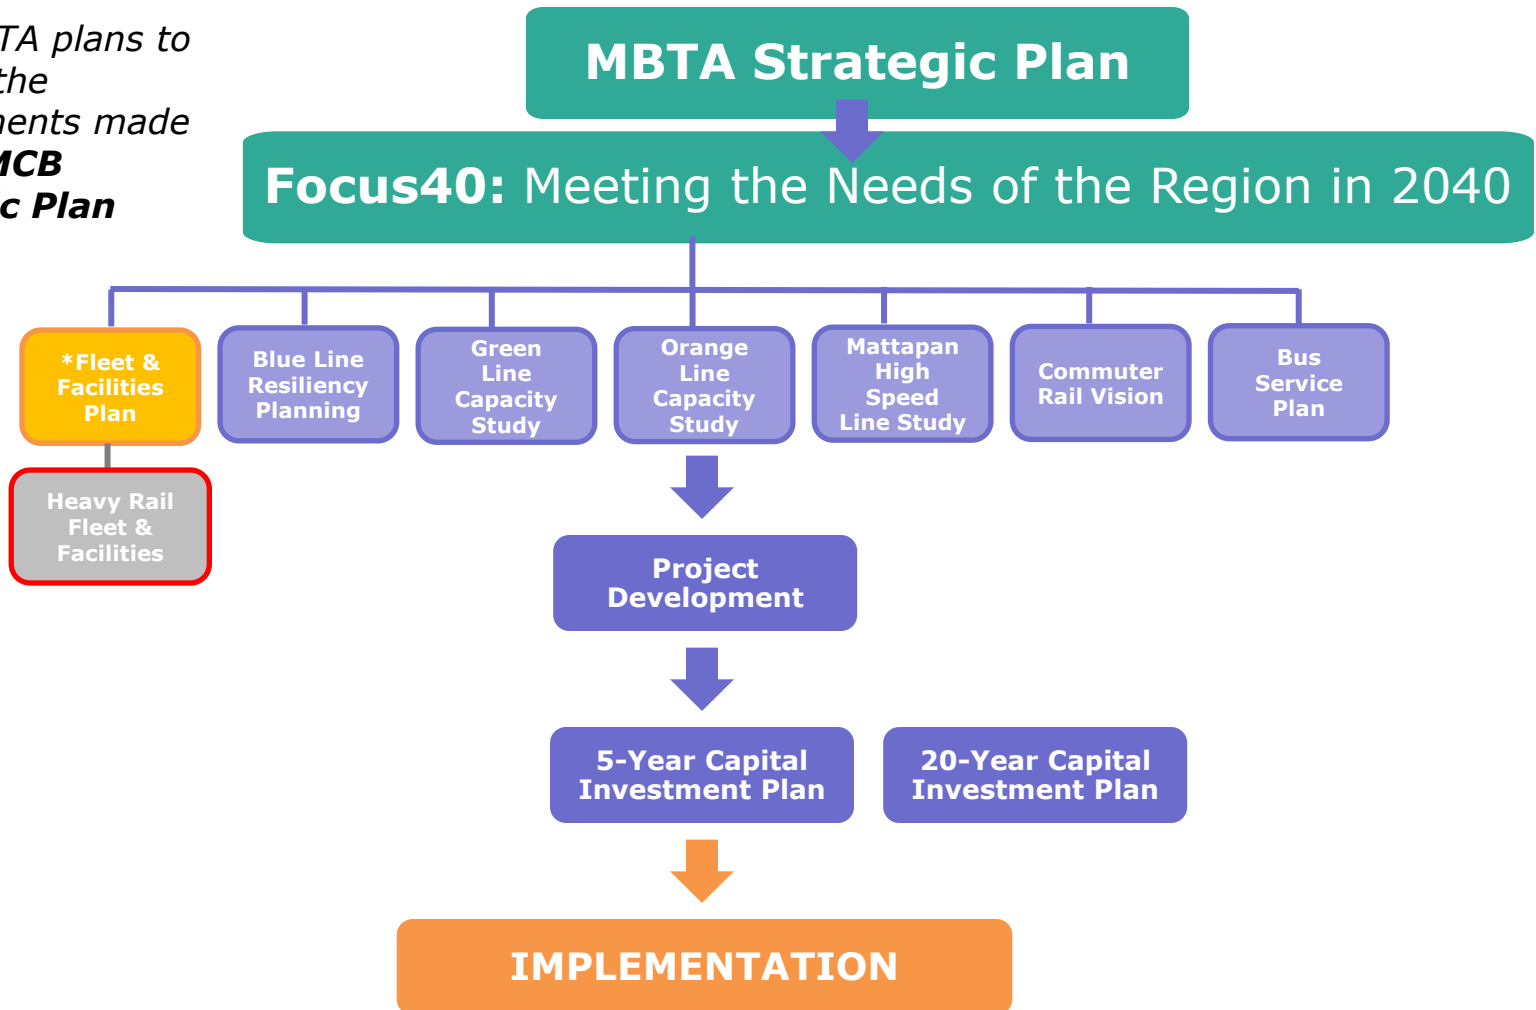 TA plans to
the
ments made
MCB
ic Plan
MBTA Strategic Plan
Focus40: Meeting the Needs of the Region in 2040
*Fleet &
Facilities
Plan
Blue Line
Resiliency
Planning
Green
Line
Capacity
Study
Orange
Line
Capacity
Study
Mattapan
High
Speed
Line Study
Commuter
Rail Vision
Bus
Service
Plan
Heavy Rail
Fleet &
Facilities
Project
Development
5-Year Capital
Investment Plan
20-Year Capital
Investment Plan
IMPLEMENTATION